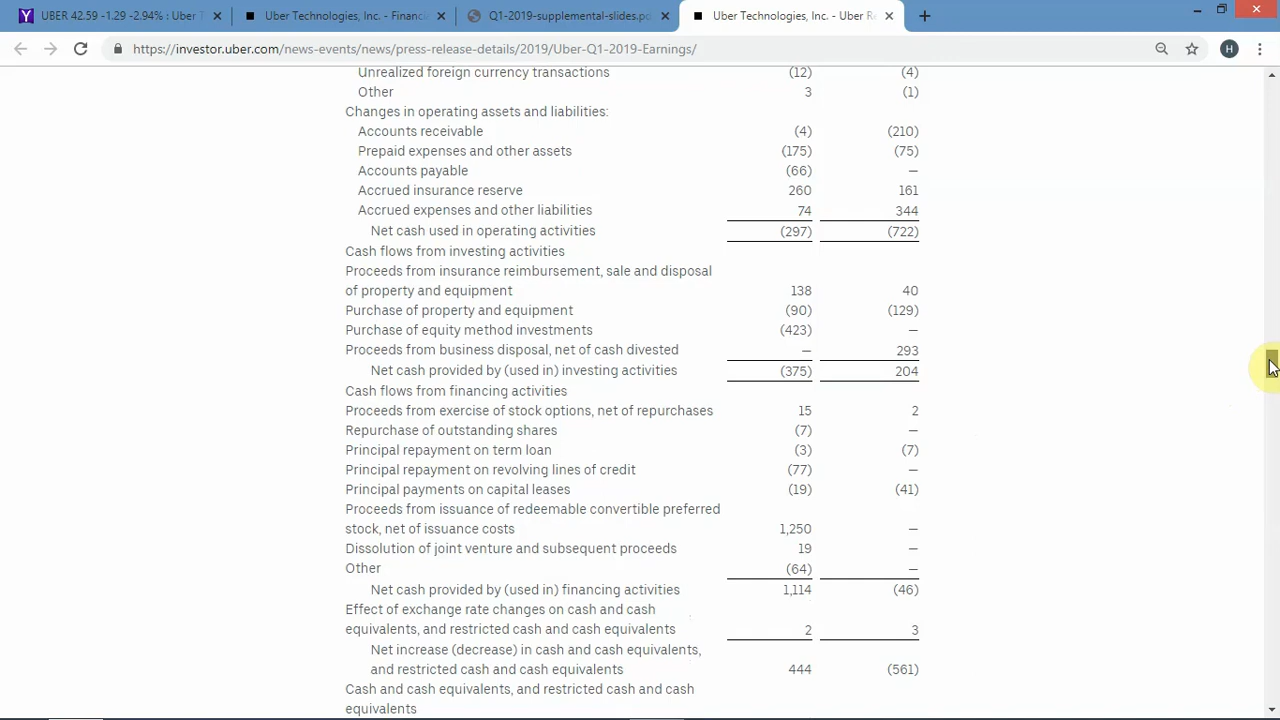 UBER 42.59 -1.29 -2.94% : Uber T
Uber Technologies, Inc. - Financi
Q1-2019-supplemental-slides.pd
Uber Technologies, Inc. - Uber Re
https://investor.uber.com/news-events/news/press-release-details/2019/Uber-Q1-2019-Earnings/
H
Unrealized foreign currency transactions (12) (4)
Other 3 (1)
Changes in operating assets and liabilities:
Accounts receivable (4) (210)
Prepaid expenses and other assets (175) (75)
Accounts payable (66) —
Accrued insurance reserve 260 161
Accrued expenses and other liabilities 74 344
Net cash used in operating activities (297) (722)
Cash flows from investing activities
Proceeds from insurance reimbursement, sale and disposal
of property and equipment 138 40
Purchase of property and equipment (90) (129)
Purchase of equity method investments (423) —
Proceeds from business disposal, net of cash divested — 293
Net cash provided by (used in) investing activities (375) 204
Cash flows from financing activities
Proceeds from exercise of stock options, net of repurchases 15 2
Repurchase of outstanding shares (7) —
Principal repayment on term loan (3) (7)
Principal repayment on revolving lines of credit (77) —
Principal payments on capital leases (19) (41)
Proceeds from issuance of redeemable convertible preferred
stock, net of issuance costs 1,250 —
Dissolution of joint venture and subsequent proceeds 19 —
Other (64) —
Net cash provided by (used in) financing activities 1,114 (46)
Effect of exchange rate changes on cash and cash
equivalents, and restricted cash and cash equivalents 2 3
Net increase (decrease) in cash and cash equivalents,
and restricted cash and cash equivalents 444 (561)
Cash and cash equivalents, and restricted cash and cash
equivalents